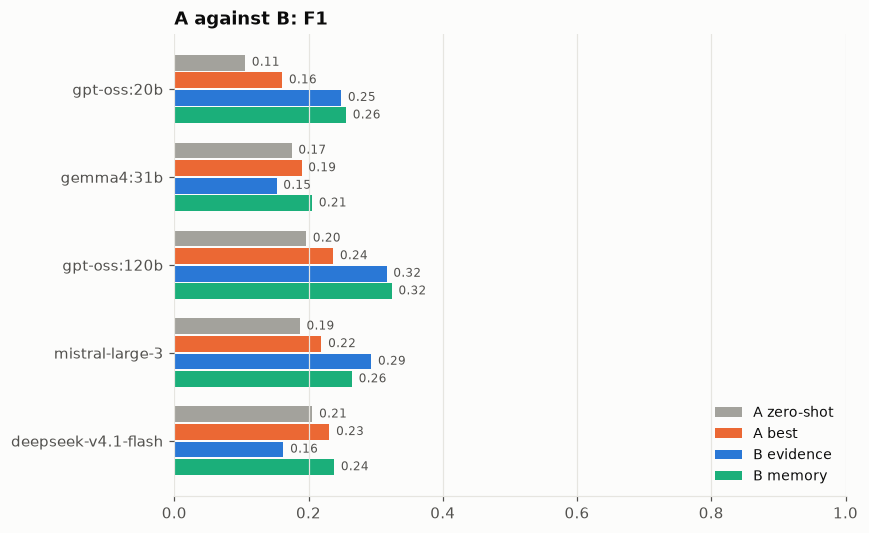 A against B: F1
gpt-oss:20b
0.11
0.16
0.25
0.26
gemma4:31b
0.17
0.19
0.15
0.21
gpt-oss:120b
0.20
0.24
0.32
0.32
mistral-large-3
0.19
0.22
0.29
0.26
deepseek-v4.1-flash
0.21
0.23
0.16
0.24
A zero-shot
A best
B evidence
B memory
0.0 0.2 0.4 0.6 0.8 1.0